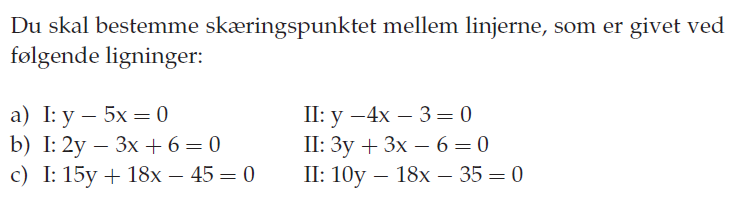 Du skal bestemme skæringspunktet mellem linjerne, som er givet ved
følgende ligninger:
a) I: y – 5x = 0 II: y –4x – 3 = 0
b) I: 2y – 3x + 6 = 0 II: 3y + 3x – 6 = 0
c) I: 15y + 18x – 45 = 0 II: 10y – 18x – 35 = 0